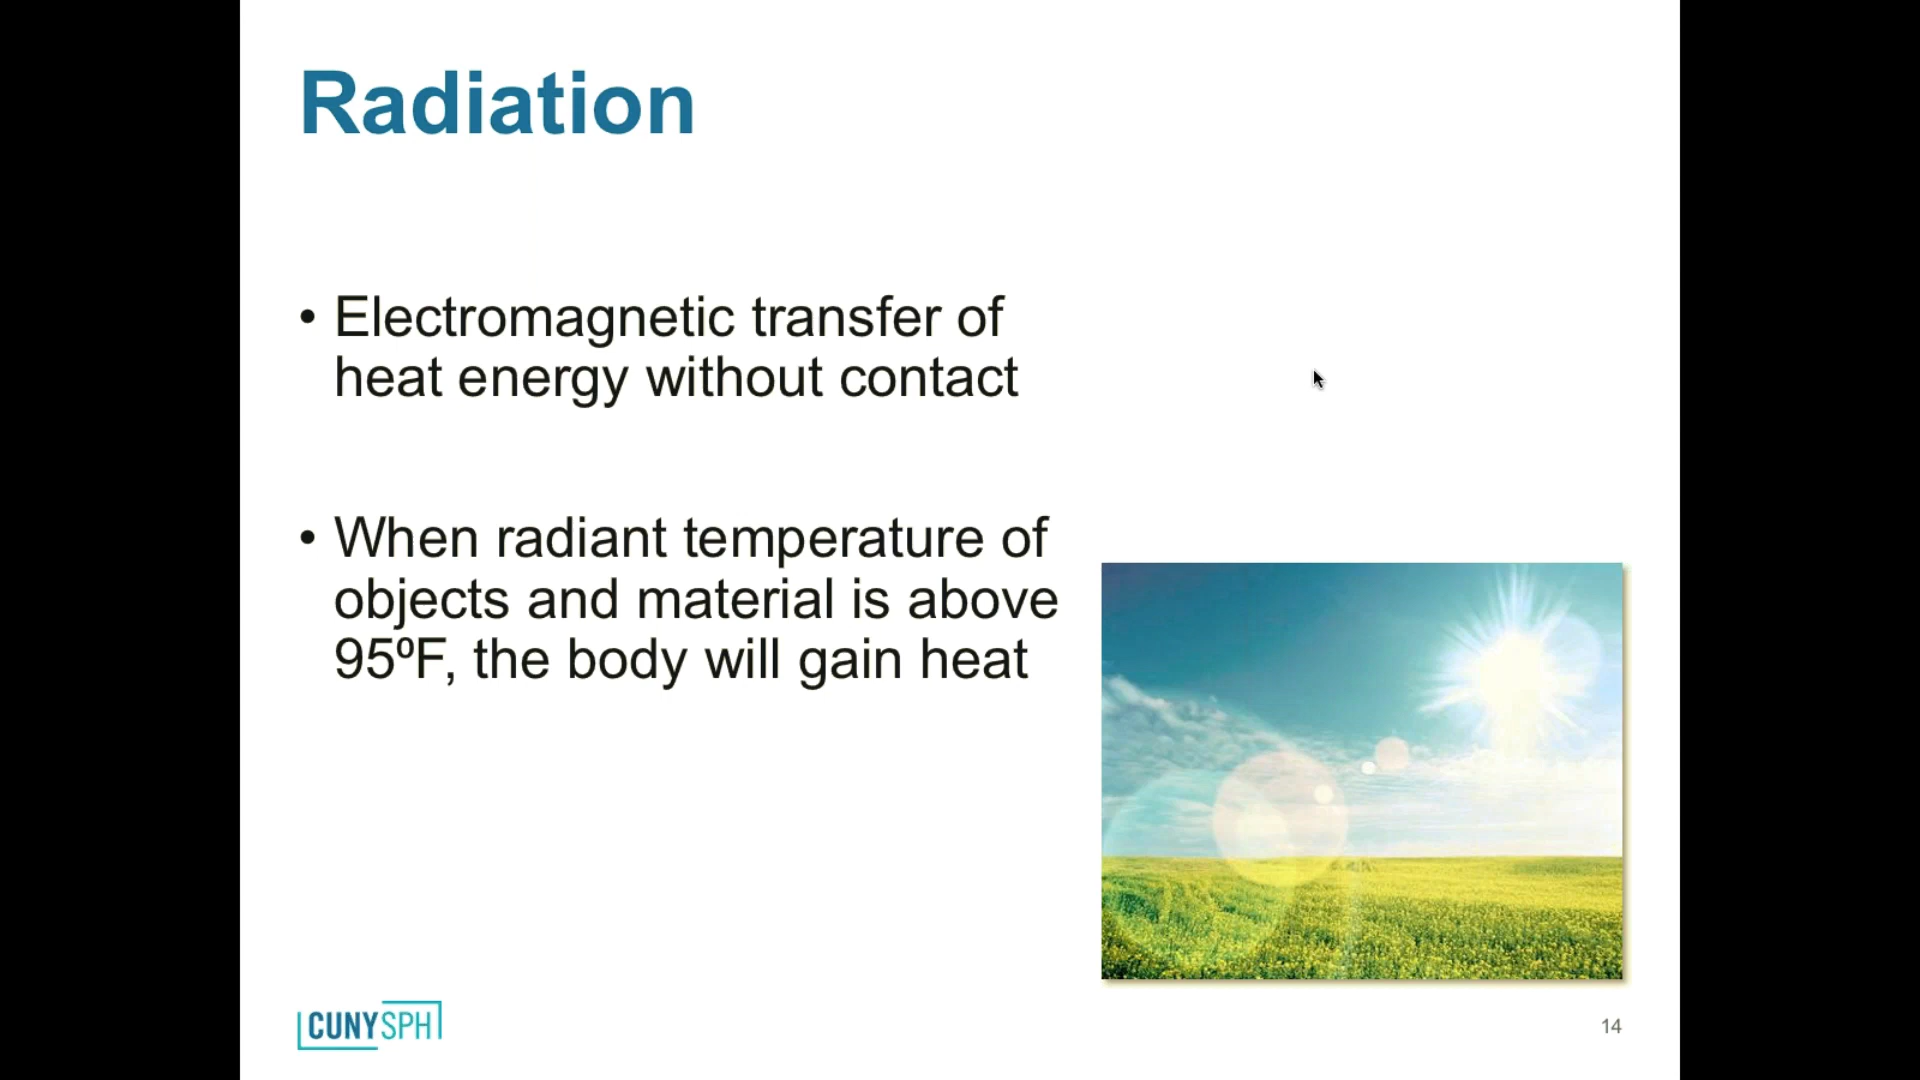 Radiation
• Electromagnetic transfer of
heat energy without contact
• When radiant temperature of
objects and material is above
95ºF, the body will gain heat
CUNYSPH
14